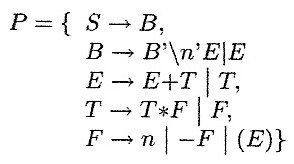 P = { S → B,
B → B'\n'E|E
E → E+T | T,
T → T*F | F,
F → n | −F | (E)}